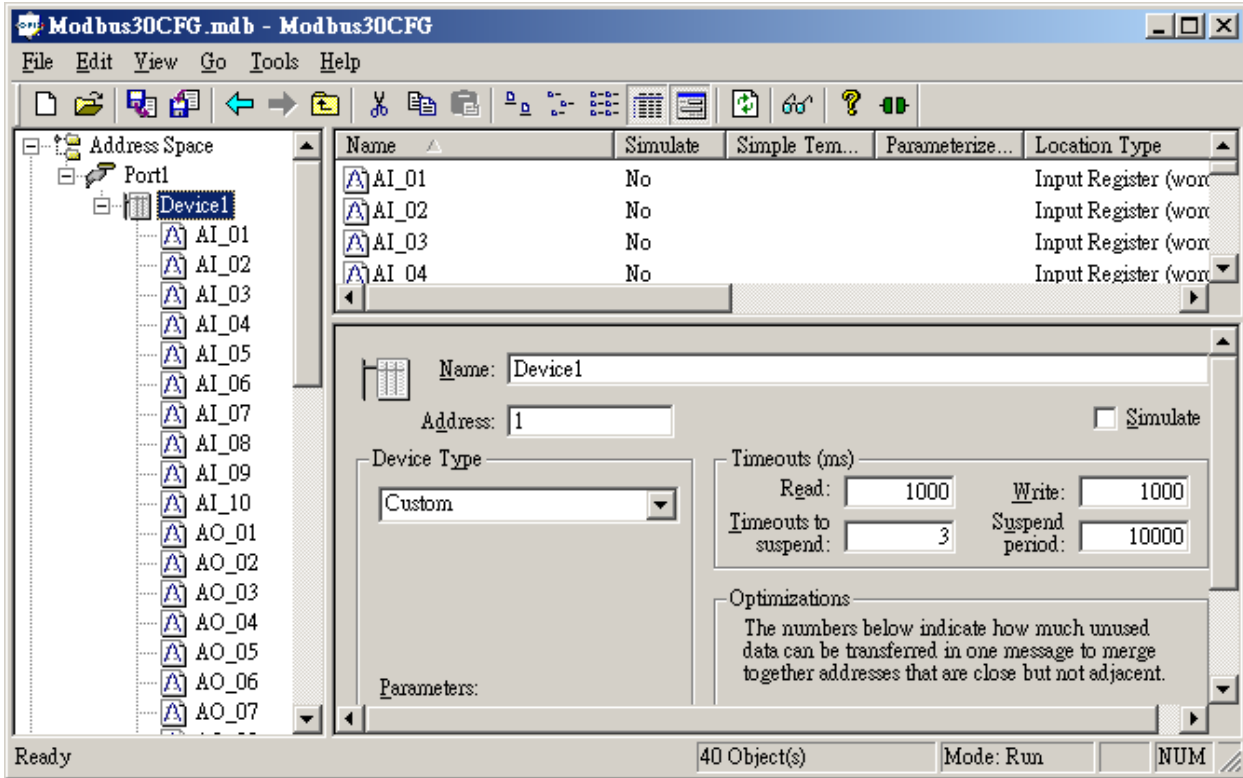 Modbus30CFG.mdb - Modbus30CFG
File Edit View Go Tools Help
Address Space
Port1
Device1
AI_01
AI_02
AI_03
AI_04
AI_05
AI_06
AI_07
AI_08
AI_09
AI_10
AO_01
AO_02
AO_03
AO_04
AO_05
AO_06
AO_07
Name Simulate Simple Tem... Parameterize... Location Type
AI_01 No Input Register (word
AI_02 No Input Register (word
AI_03 No Input Register (word
AI_04 No Input Register (word
Name: Device1
Address: 1
Simulate
Device Type
Custom
Parameters:
Timeouts (ms)
Read: 1000 Write: 1000
Timeouts to suspend: 3 Suspend period: 10000
Optimizations
The numbers below indicate how much unused
data can be transferred in one message to merge
together addresses that are close but not adjacent.
Ready 40 Object(s) Mode: Run NUM